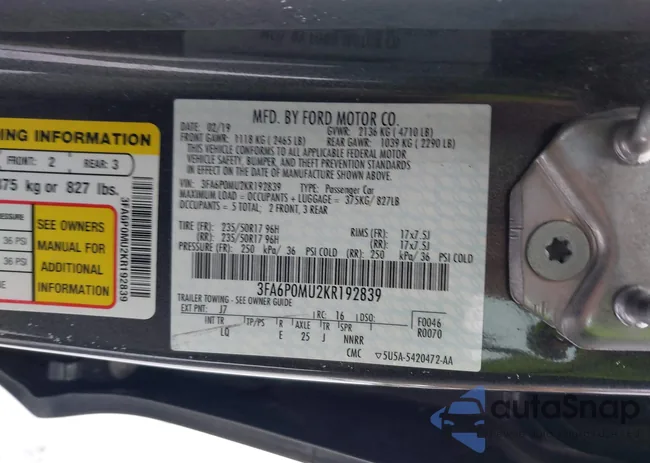 ING INFORMATION
FRONT: 2 REAR: 3
375 kg or 827 lbs.
PRESSURE
36 PSI
36 PSI
SEE OWNERS
MANUAL FOR
ADDITIONAL
INFORMATION
3FA6P0MU2KR192839
MFD. BY FORD MOTOR CO.
DATE: 02/19 GVWR: 2136 KG (4710 LB)
FRONT GAWR: 1118 KG (2465 LB) REAR GAWR: 1039 KG (2290 LB)
THIS VEHICLE CONFORMS TO ALL APPLICABLE FEDERAL MOTOR
VEHICLE SAFETY, BUMPER, AND THEFT PREVENTION STANDARDS
IN EFFECT ON THE DATE OF MANUFACTURE SHOWN ABOVE.
VIN: 3FA6P0MU2KR192839 TYPE: Passenger Car
MAXIMUM LOAD = OCCUPANTS + LUGGAGE = 375KG/827LB
OCCUPANTS = 5 TOTAL; 2 FRONT, 3 REAR
TIRE(FR): 235/50R17 96H RIMS(FR): 17x7.5J
(RR): 235/50R17 96H (RR): 17x7.5J
PRESSURE(FR): 250 kPa/ 36 PSI COLD (RR): 250 kPa/ 36 PSI COLD
3FA6P0MU2KR192839
TRAILER TOWING - SEE OWNER GUIDE
EXT PNT: J7 RC: 16 DSO: F0046
INT TR TP/PS R AXLE TR SPR R0070
LQ E 25 J NNRR
CMC 5U5A-5420472-AA
autoSnap